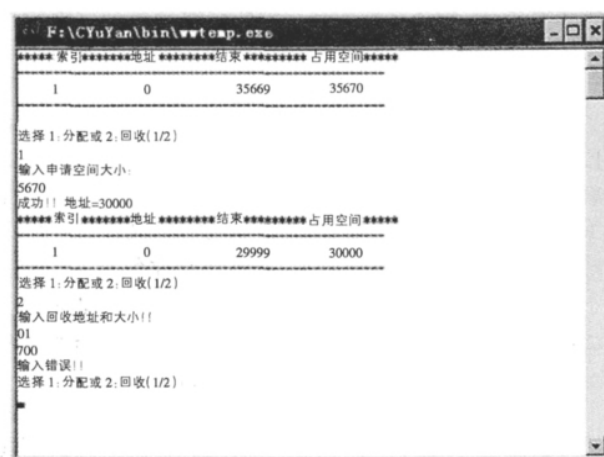 F:\CYuYan\bin\wwtemp.exe
***** 索引*******地址 ********结束********* 占用空间*****
1 0 35669 35670
选择 1:分配或 2:回收(1/2)
1
输入申请空间大小:
5670
成功!! 地址=30000
***** 索引*******地址 ********结束********* 占用空间*****
1 0 29999 30000
选择 1:分配或 2:回收(1/2)
2
输入回收地址和大小!!
01
700
输入错误!!
选择 1:分配或 2:回收(1/2)